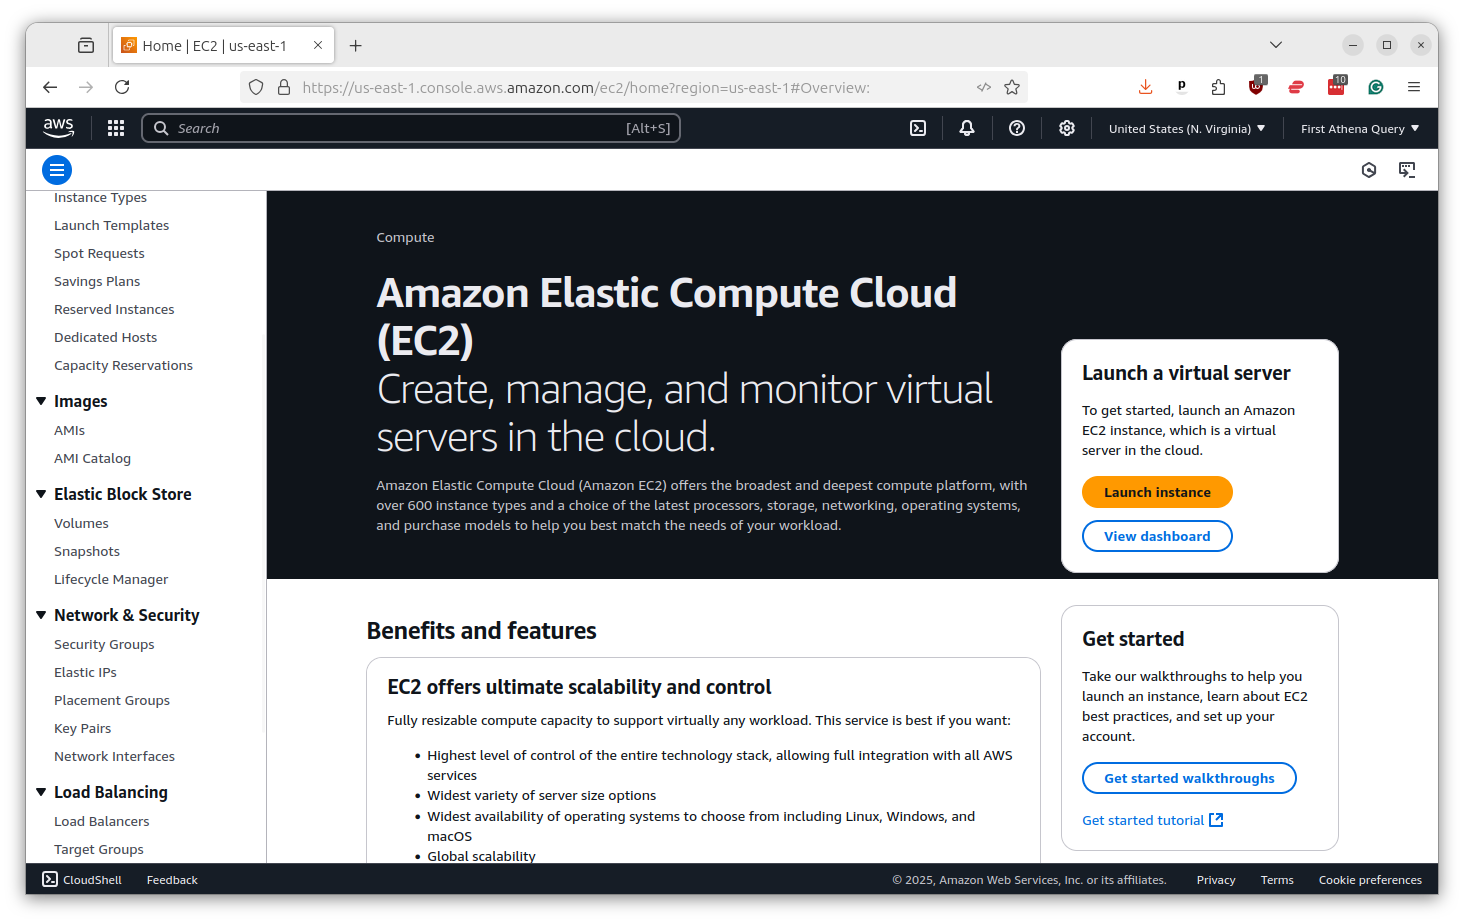 Home | EC2 | us-east-1
https://us-east-1.console.aws.amazon.com/ec2/home?region=us-east-1#Overview:
1
p
10
aws
Search
[Alt+S]
United States (N. Virginia)
First Athena Query
Instance Types
Launch Templates
Spot Requests
Savings Plans
Reserved Instances
Dedicated Hosts
Capacity Reservations
Images
AMIs
AMI Catalog
Elastic Block Store
Volumes
Snapshots
Lifecycle Manager
Network & Security
Security Groups
Elastic IPs
Placement Groups
Key Pairs
Network Interfaces
Load Balancing
Load Balancers
Target Groups
Compute
Amazon Elastic Compute Cloud
(EC2)
Create, manage, and monitor virtual
servers in the cloud.
Amazon Elastic Compute Cloud (Amazon EC2) offers the broadest and deepest compute platform, with
over 600 instance types and a choice of the latest processors, storage, networking, operating systems,
and purchase models to help you best match the needs of your workload.
Launch a virtual server
To get started, launch an Amazon
EC2 instance, which is a virtual
server in the cloud.
Launch instance
View dashboard
Benefits and features
EC2 offers ultimate scalability and control
Fully resizable compute capacity to support virtually any workload. This service is best if you want:
• Highest level of control of the entire technology stack, allowing full integration with all AWS
services
• Widest variety of server size options
• Widest availability of operating systems to choose from including Linux, Windows, and
macOS
• Global scalability
Get started
Take our walkthroughs to help you
launch an instance, learn about EC2
best practices, and set up your
account.
Get started walkthroughs
Get started tutorial
CloudShell
Feedback
© 2025, Amazon Web Services, Inc. or its affiliates.
Privacy
Terms
Cookie preferences